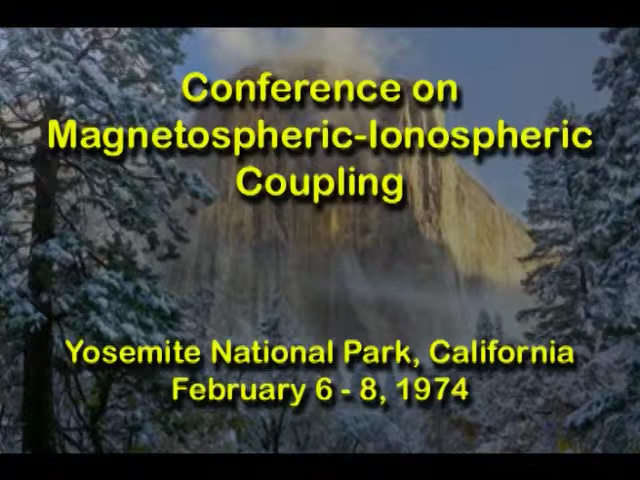 Conference on
Magnetospheric-Ionospheric
Coupling
Yosemite National Park, California
February 6 - 8, 1974